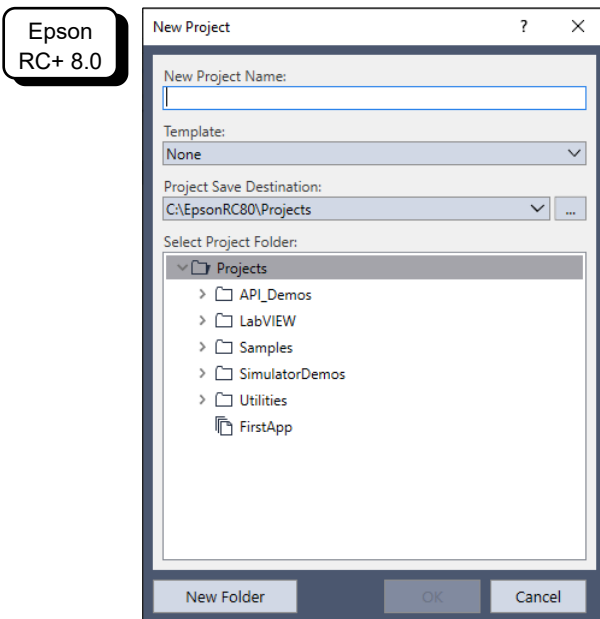 Epson
RC+ 8.0
New Project
?
New Project Name:
Template:
None
Project Save Destination:
C:\EpsonRC80\Projects
...
Select Project Folder:
Projects
API_Demos
LabVIEW
Samples
SimulatorDemos
Utilities
FirstApp
New Folder
OK
Cancel